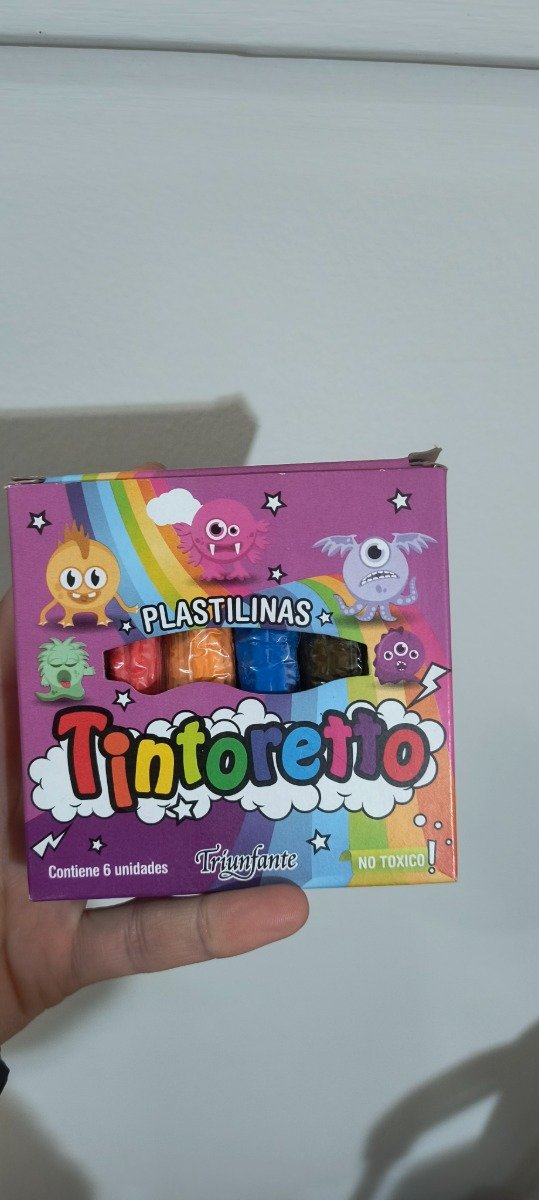 PLASTILINAS
Tintoretto
Contiene 6 unidades
Triunfante
NO TOXICO!